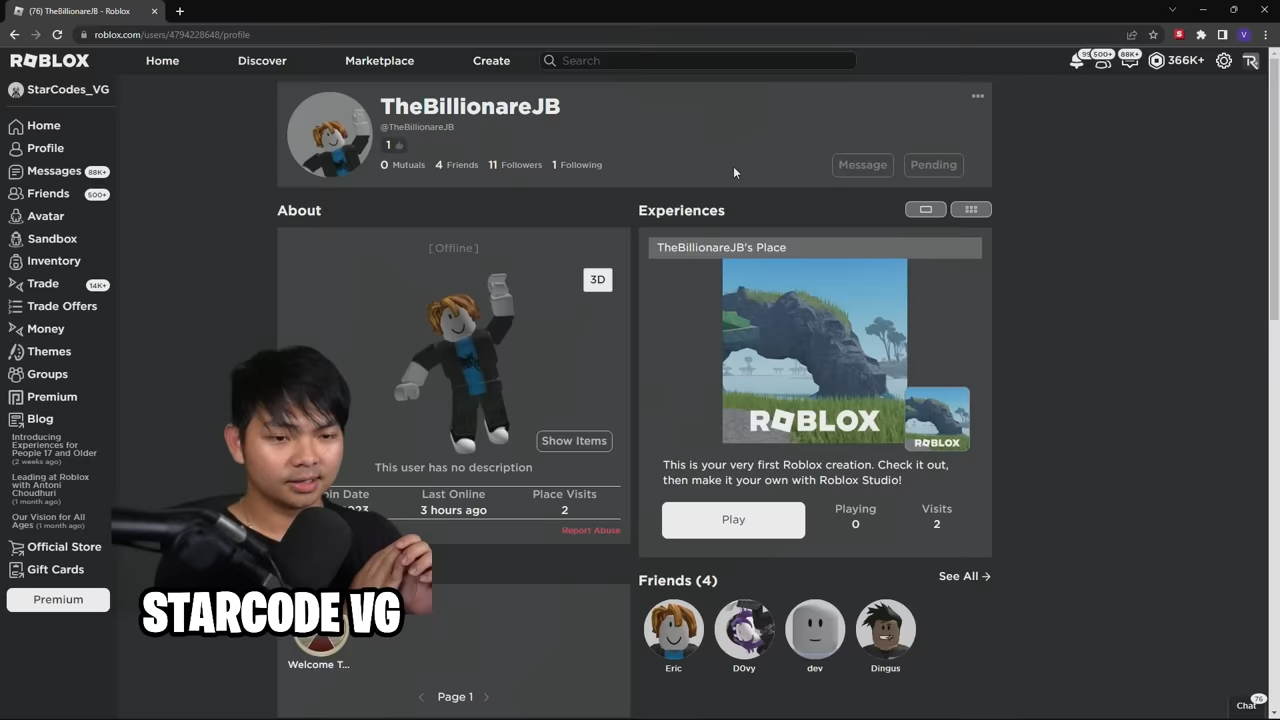 (76) TheBillionareJB - Roblox
roblox.com/users/4794228648/profile
S
V
ROBLOX
Home
Discover
Marketplace
Create
Search
500+
88K+
366K+
StarCodes_VG
Home
Profile
Messages 88K+
Friends 500+
Avatar
Sandbox
Inventory
Trade 14K+
Trade Offers
Money
Themes
Groups
Premium
Blog
Introducing
Experiences for
People 17 and Older
(2 weeks ago)
Leading at Roblox
with Antoni
Choudhuri
(1 month ago)
Our Vision for All
Ages (1 month ago)
Official Store
Gift Cards
Premium
TheBillionareJB
@TheBillionareJB
1
0 Mutuals 4 Friends 11 Followers 1 Following
Message
Pending
About
[ Offline ]
3D
Show Items
This user has no description
in Date
Last Online
Place Visits
023
3 hours ago
2
Report Abuse
STARCODE VG
Welcome T...
Page 1
Experiences
TheBillionareJB's Place
ROBLOX
ROBLOX
This is your very first Roblox creation. Check it out,
then make it your own with Roblox Studio!
Play
Playing
0
Visits
2
Friends (4)
See All
Eric
D0vy
dev
Dingus
Chat
76